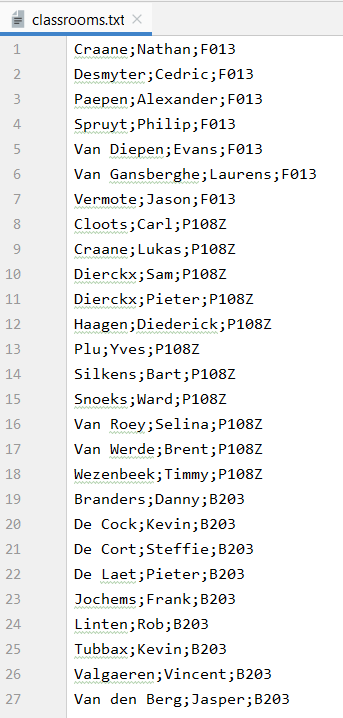 classrooms.txt
1 Craane;Nathan;F013
2 Desmyter;Cedric;F013
3 Paepen;Alexander;F013
4 Spruyt;Philip;F013
5 Van Diepen;Evans;F013
6 Van Gansberghe;Laurens;F013
7 Vermote;Jason;F013
8 Cloots;Carl;P108Z
9 Craane;Lukas;P108Z
10 Dierckx;Sam;P108Z
11 Dierckx;Pieter;P108Z
12 Haagen;Diederick;P108Z
13 Plu;Yves;P108Z
14 Silkens;Bart;P108Z
15 Snoeks;Ward;P108Z
16 Van Roey;Selina;P108Z
17 Van Werde;Brent;P108Z
18 Wezenbeek;Timmy;P108Z
19 Branders;Danny;B203
20 De Cock;Kevin;B203
21 De Cort;Steffie;B203
22 De Laet;Pieter;B203
23 Jochems;Frank;B203
24 Linten;Rob;B203
25 Tubbax;Kevin;B203
26 Valgaeren;Vincent;B203
27 Van den Berg;Jasper;B203